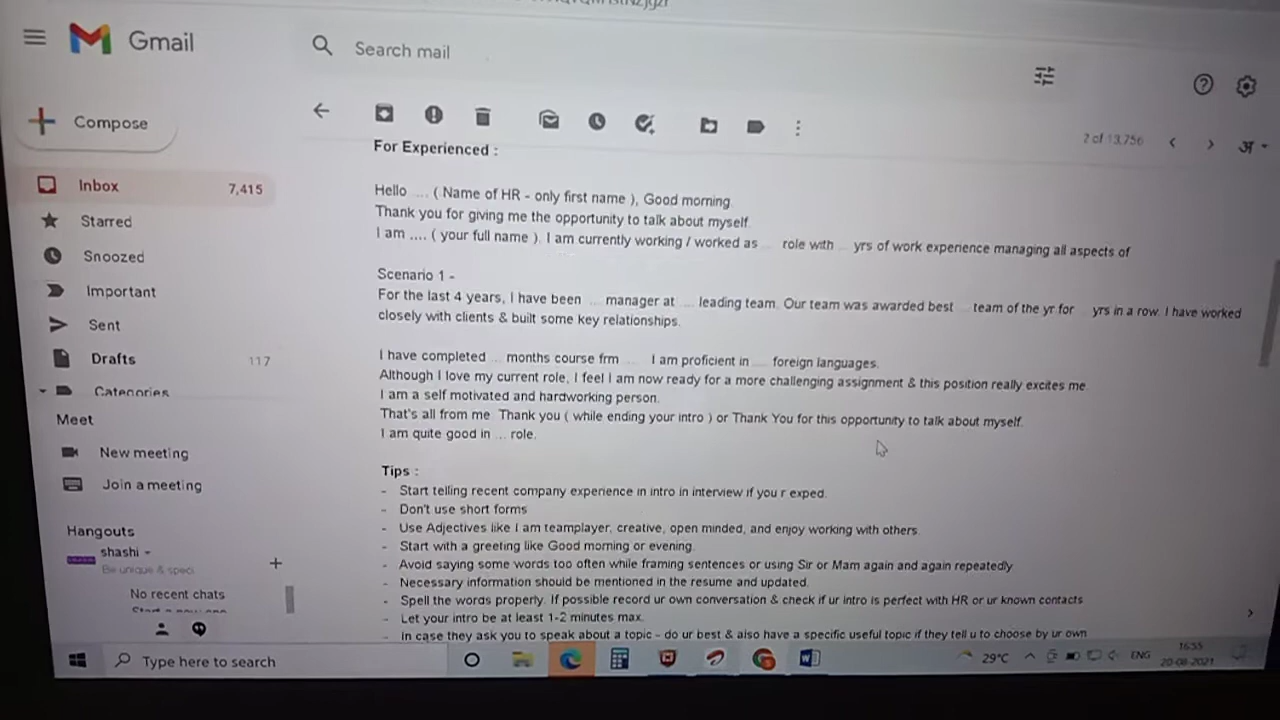 Gmail
Search mail
Compose
2 of 13,756
अ
For Experienced :
Inbox 7,415
Starred
Snoozed
Important
Sent
Drafts 117
Categories
Meet
New meeting
Join a meeting
Hangouts
shashi
Be unique & speci
No recent chats
Hello ... ( Name of HR - only first name ), Good morning
Thank you for giving me the opportunity to talk about myself
I am .... ( your full name ). I am currently working / worked as ... role with ... yrs of work experience managing all aspects of
Scenario 1 -
For the last 4 years, I have been ... manager at ... leading team. Our team was awarded best ... team of the yr for ... yrs in a row. I have worked
closely with clients & built some key relationships.
I have completed ... months course frm ... I am proficient in ... foreign languages.
Although I love my current role, I feel I am now ready for a more challenging assignment & this position really excites me.
I am a self motivated and hardworking person.
That's all from me Thank you ( while ending your intro ) or Thank You for this opportunity to talk about myself.
I am quite good in ... role.
Tips :
- Start telling recent company experience in intro in interview if you r exped.
- Don't use short forms
- Use Adjectives like I am teamplayer, creative, open minded, and enjoy working with others.
- Start with a greeting like Good morning or evening.
- Avoid saying some words too often while framing sentences or using Sir or Mam again and again repeatedly
- Necessary information should be mentioned in the resume and updated.
- Spell the words properly. If possible record ur own conversation & check if ur intro is perfect with HR or ur known contacts
- Let your intro be at least 1-2 minutes max.
- In case they ask you to speak about a topic - do ur best & also have a specific useful topic if they tell u to choose by ur own
Type here to search
29°C
ENG
16:55
20-08-2021